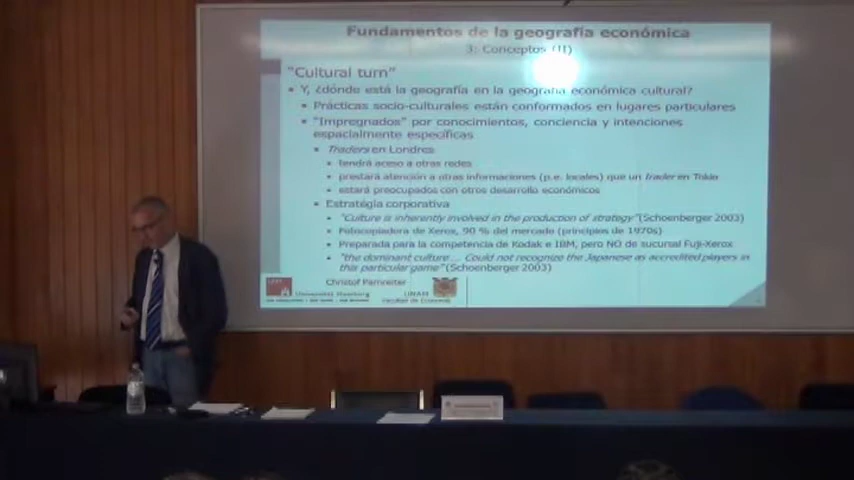 Fundamentos de la geografía económica
3: Conceptos (II)
"Cultural turn"
• Y, ¿dónde está la geografía en la geografía económica cultural?
• Prácticas socio-culturales están conformados en lugares particulares
• "Impregnados" por conocimientos, conciencia y intenciones
espacialmente específicas
• Traders en Londres
• tendrá aceso a otras redes
• prestará atención a otras informaciones (p.e. locales) que un trader en Tokio
• estará preocupados con otros desarrollo económicos
• Estratégia corporativa
• "Culture is inherently involved in the production of strategy" (Schoenberger 2003)
• Fotocopiadora de Xerox, 90 % del mercado (principios de 1970s)
• Preparada para la competencia de Kodak e IBM, pero NO de sucursal Fuji-Xerox
• "the dominant culture ... Could not recognize the Japanese as accredited players in
this particular game" (Schoenberger 2003)
Christof Parnreiter
Universität Hamburg
UNAM
Facultad de Economía